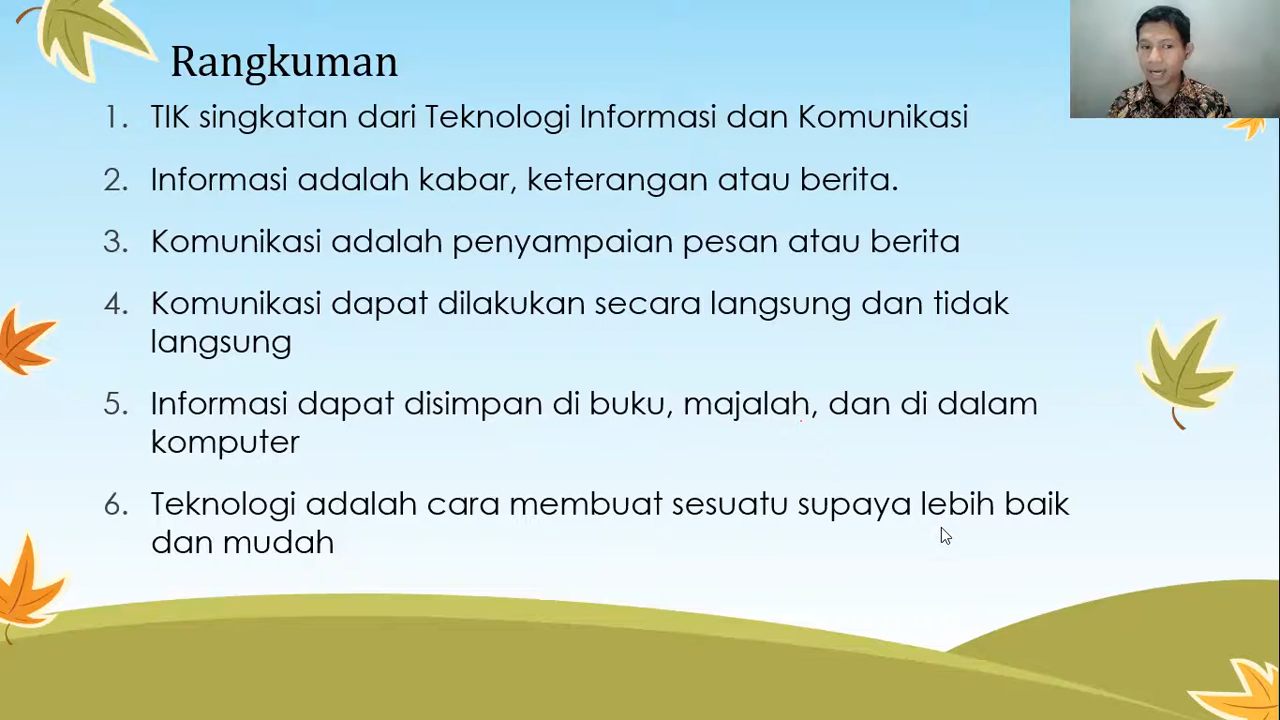 Rangkuman
1. TIK singkatan dari Teknologi Informasi dan Komunikasi
2. Informasi adalah kabar, keterangan atau berita.
3. Komunikasi adalah penyampaian pesan atau berita
4. Komunikasi dapat dilakukan secara langsung dan tidak
langsung
5. Informasi dapat disimpan di buku, majalah, dan di dalam
komputer
6. Teknologi adalah cara membuat sesuatu supaya lebih baik
dan mudah